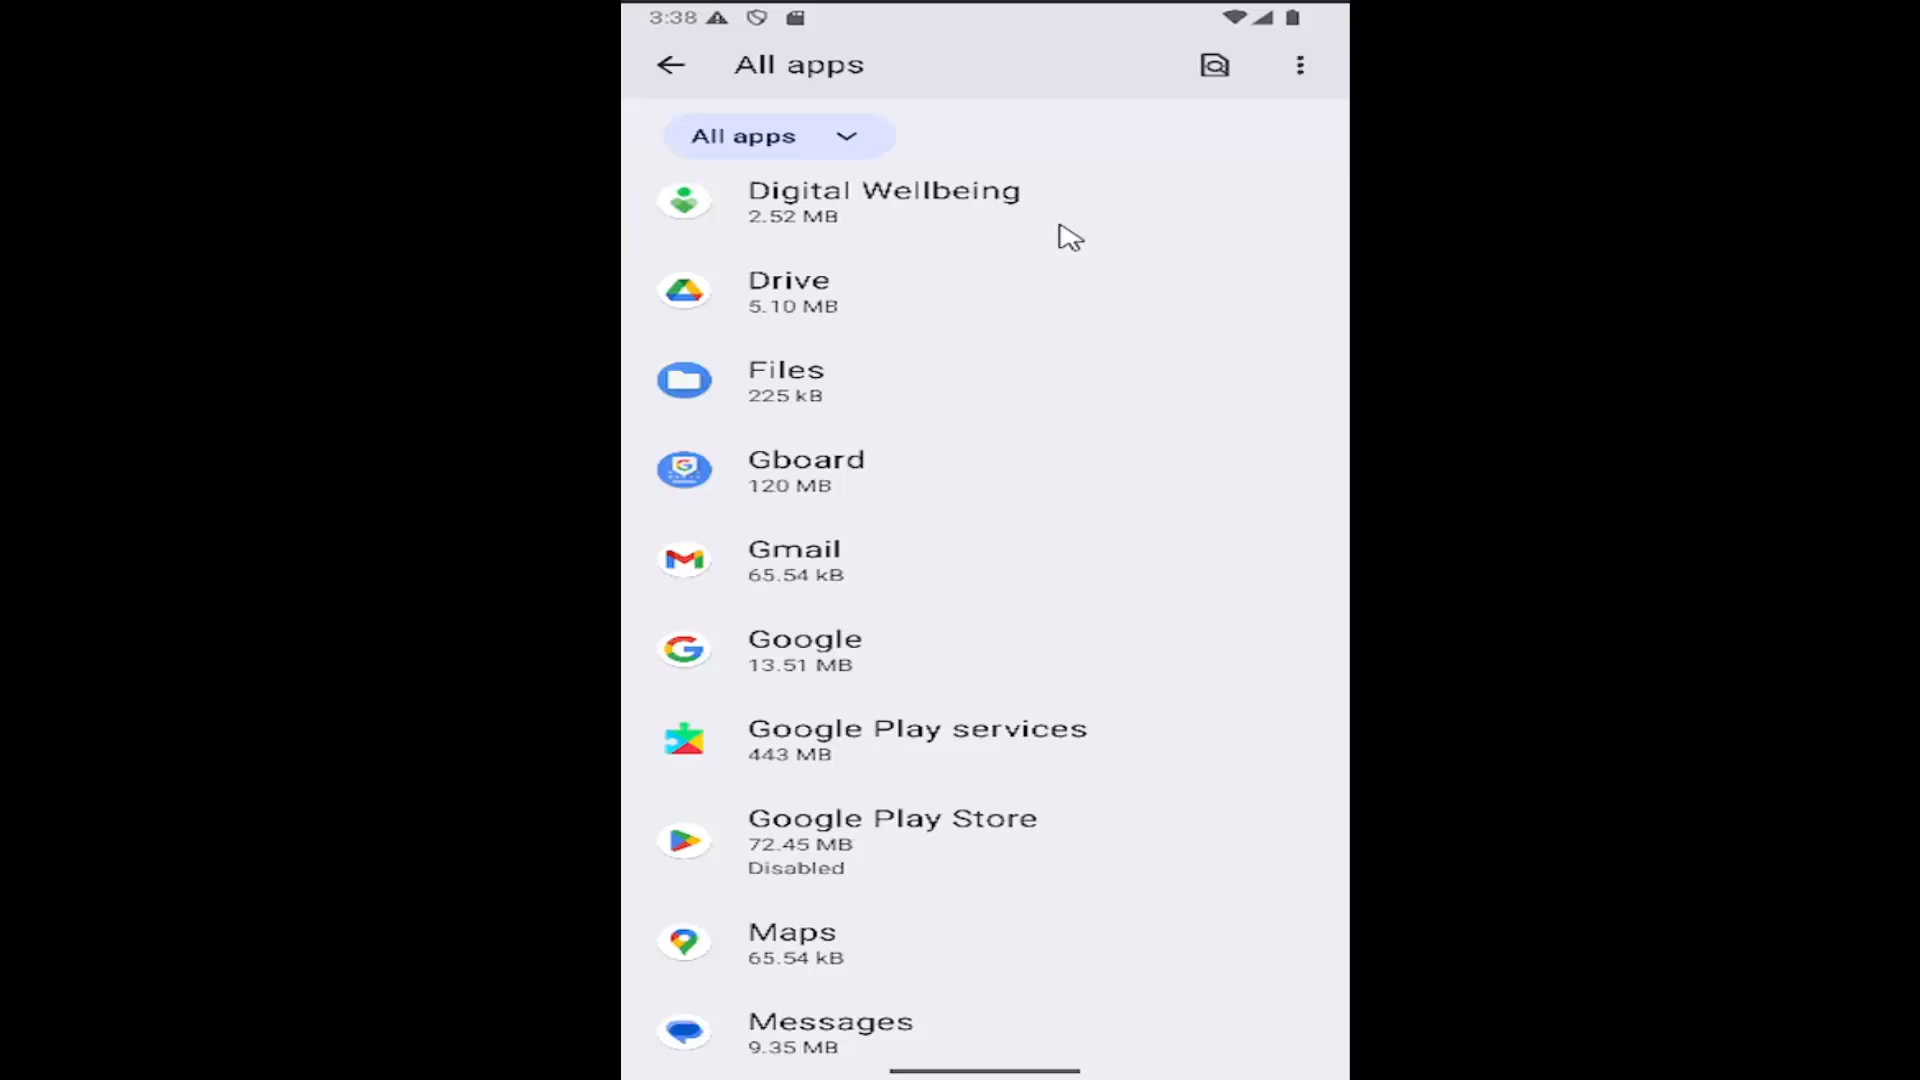 3:38
All apps
All apps
Digital Wellbeing
2.52 MB
Drive
5.10 MB
Files
225 kB
Gboard
120 MB
Gmail
65.54 kB
Google
13.51 MB
Google Play services
443 MB
Google Play Store
72.45 MB
Disabled
Maps
65.54 kB
Messages
9.35 MB